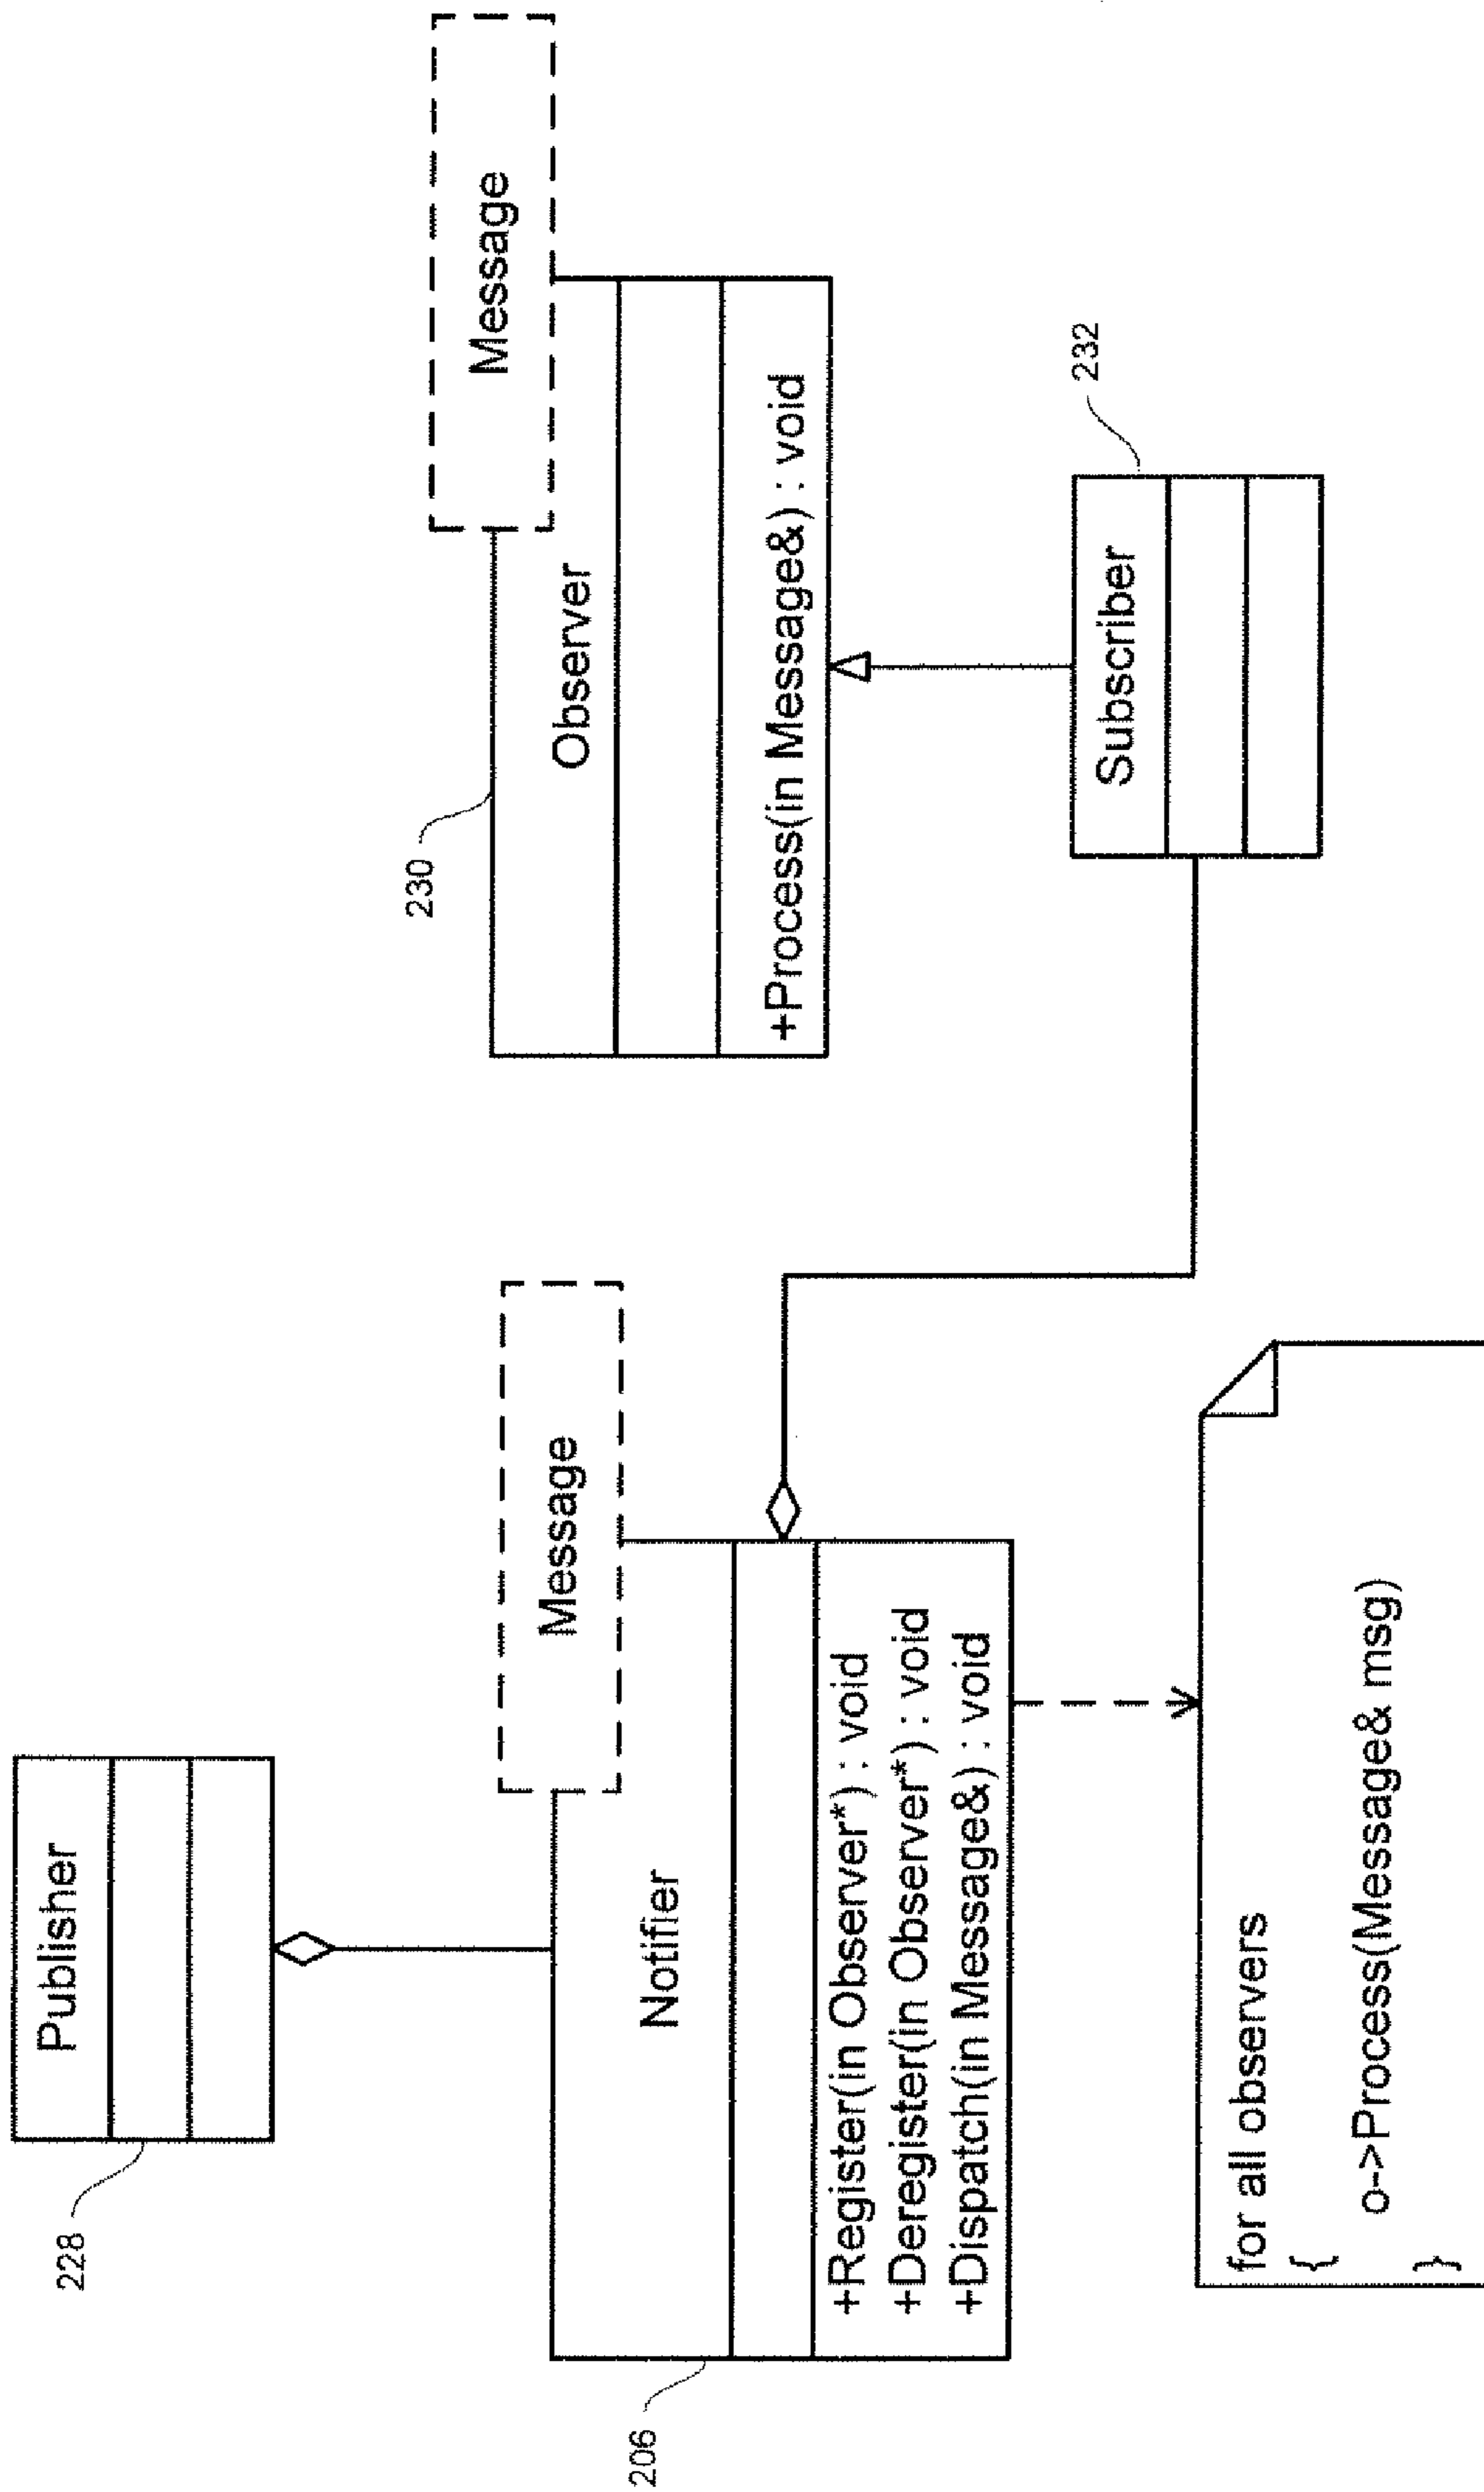 Publisher
228
Message
Notifier
+Register(in Observer*) : void
+Deregister(in Observer*) : void
+Dispatch(in Message&) : void
206
for all observers
{
o->Process(Message& msg)
}
Message
230
Observer
+Process(in Message&) : void
232
Subscriber